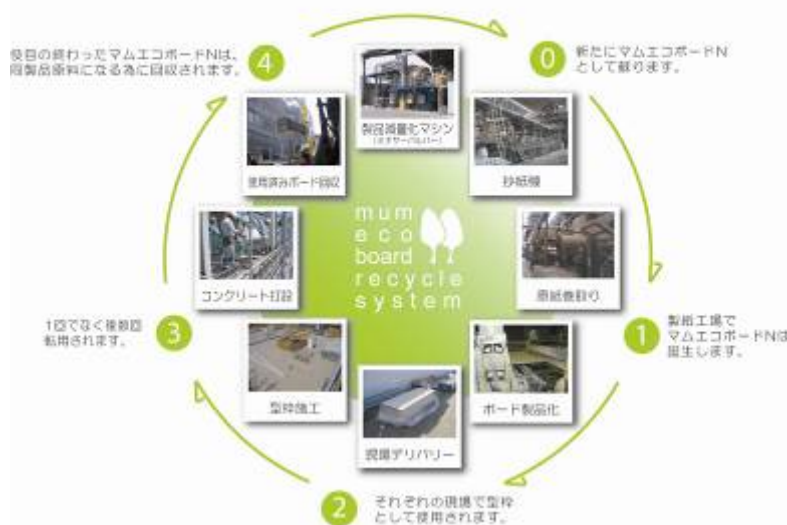 0
新たにマムエコボードN
として蘇ります。
1
製紙工場で
マムエコボードNは
誕生します。
2
それぞれの現場で型枠
として使用されます。
3
1回でなく複数回
転用されます。
4
役目の終わったマムエコボードNは、
同製品原料になる為に回収されます。
製品減量化マシン
抄紙機
原紙巻取り
ボード製品化
現場デリバリー
型枠施工
コンクリート打設
使用済みボード回収
mum
eco
board
recycle
system